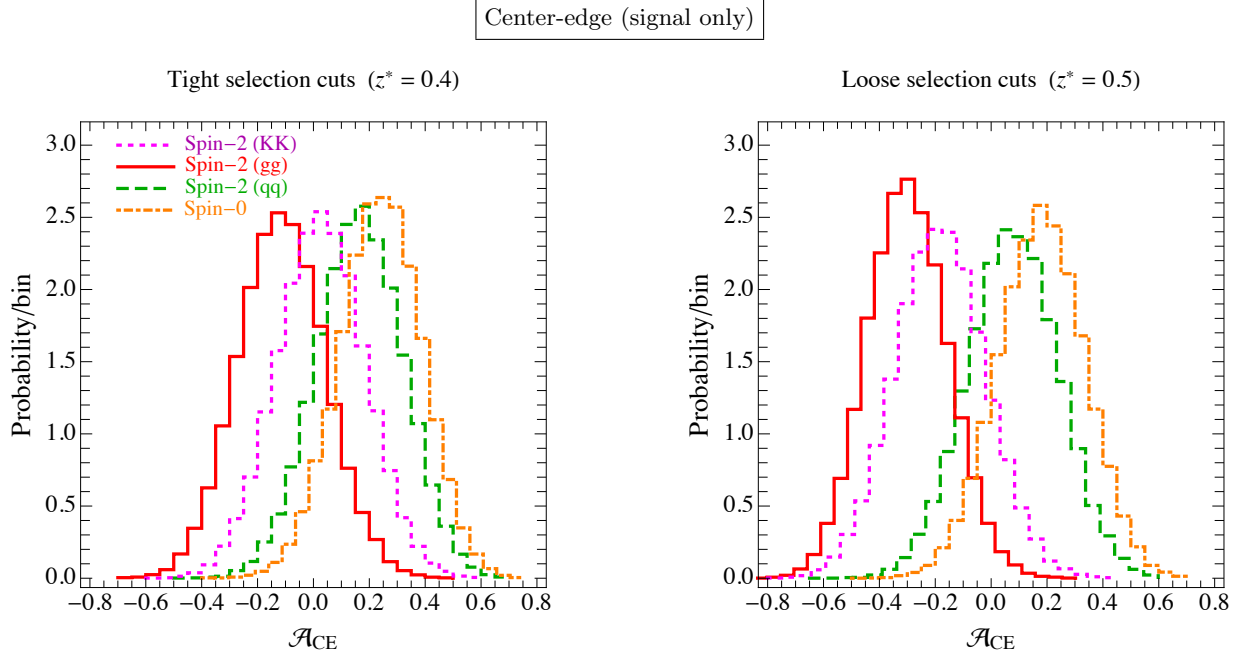 Center-edge (signal only)
Tight selection cuts (z* = 0.4)
Spin−2 (KK)
Spin−2 (gg)
Spin−2 (qq)
Spin−0
Probability/bin
3.0
2.5
2.0
1.5
1.0
0.5
0.0
−0.8 −0.6 −0.4 −0.2 0.0 0.2 0.4 0.6 0.8
𝒜CE
Loose selection cuts (z* = 0.5)
Probability/bin
3.0
2.5
2.0
1.5
1.0
0.5
0.0
−0.8 −0.6 −0.4 −0.2 0.0 0.2 0.4 0.6 0.8
𝒜CE